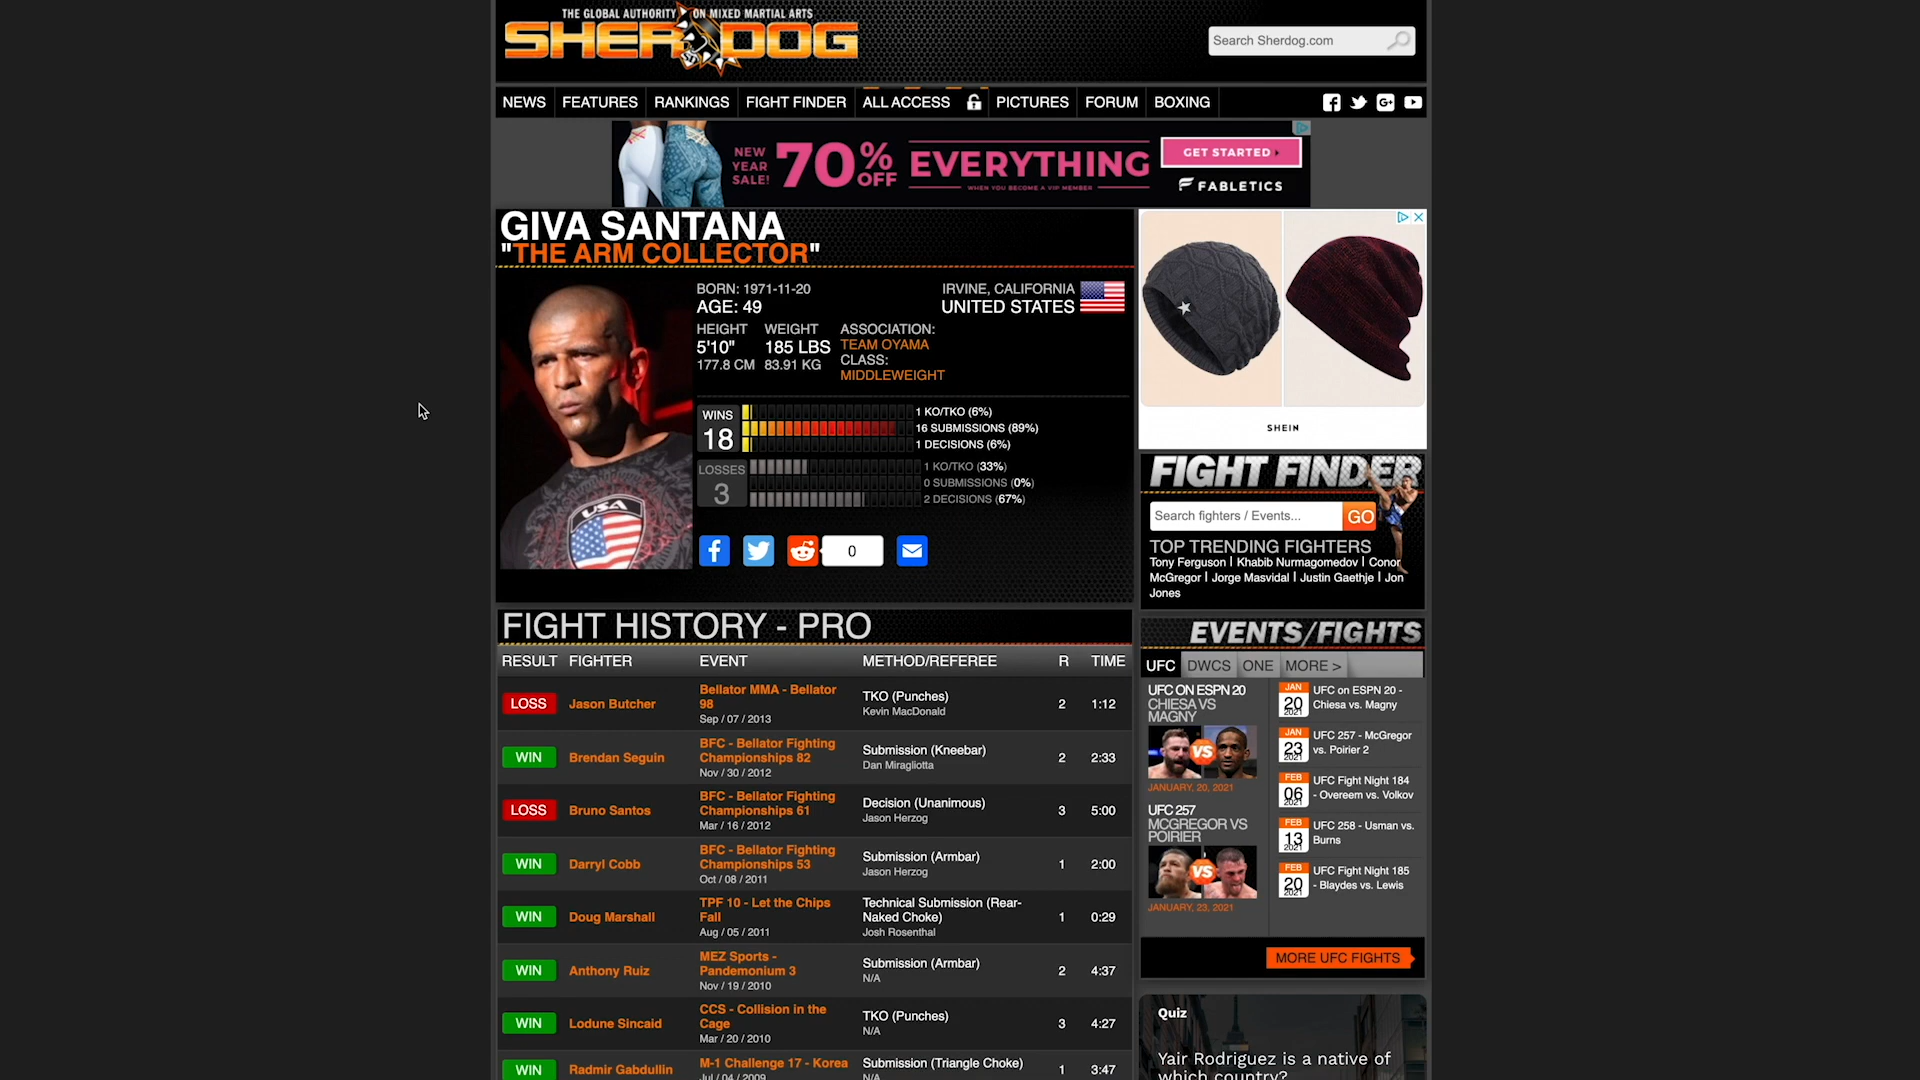 THE GLOBAL AUTHORITY ON MIXED MARTIAL ARTS
SHERDOG
Search Sherdog.com
NEWS FEATURES RANKINGS FIGHT FINDER ALL ACCESS PICTURES FORUM BOXING
NEW YEAR SALE! 70% OFF EVERYTHING
WHEN YOU BECOME A VIP MEMBER
GET STARTED
FABLETICS
GIVA SANTANA
"THE ARM COLLECTOR"
BORN: 1971-11-20
AGE: 49
IRVINE, CALIFORNIA
UNITED STATES
HEIGHT
5'10"
177.8 CM
WEIGHT
185 LBS
83.91 KG
ASSOCIATION:
TEAM OYAMA
CLASS:
MIDDLEWEIGHT
WINS
18
1 KO/TKO (6%)
16 SUBMISSIONS (89%)
1 DECISIONS (6%)
LOSSES
3
1 KO/TKO (33%)
0 SUBMISSIONS (0%)
2 DECISIONS (67%)
USA
0
SHEIN
FIGHT FINDER
Search fighters / Events... GO
TOP TRENDING FIGHTERS
Tony Ferguson | Khabib Nurmagomedov | Conor
McGregor | Jorge Masvidal | Justin Gaethje | Jon
Jones
FIGHT HISTORY - PRO
RESULT FIGHTER EVENT METHOD/REFEREE R TIME
LOSS Jason Butcher Bellator MMA - Bellator 98 Sep / 07 / 2013 TKO (Punches) Kevin MacDonald 2 1:12
WIN Brendan Seguin BFC - Bellator Fighting Championships 82 Nov / 30 / 2012 Submission (Kneebar) Dan Miragliotta 2 2:33
LOSS Bruno Santos BFC - Bellator Fighting Championships 61 Mar / 16 / 2012 Decision (Unanimous) Jason Herzog 3 5:00
WIN Darryl Cobb BFC - Bellator Fighting Championships 53 Oct / 08 / 2011 Submission (Armbar) Jason Herzog 1 2:00
WIN Doug Marshall TPF 10 - Let the Chips Fall Aug / 05 / 2011 Technical Submission (Rear-Naked Choke) Josh Rosenthal 1 0:29
WIN Anthony Ruiz MEZ Sports - Pandemonium 3 Nov / 19 / 2010 Submission (Armbar) N/A 2 4:37
WIN Lodune Sincaid CCS - Collision in the Cage Mar / 20 / 2010 TKO (Punches) N/A 3 4:27
WIN Radmir Gabdullin M-1 Challenge 17 - Korea Jul / 04 / 2009 Submission (Triangle Choke) N/A 1 3:47
EVENTS/FIGHTS
UFC DWCS ONE MORE >
UFC ON ESPN 20
CHIESA VS
MAGNY
VS
JANUARY, 20, 2021
UFC 257
MCGREGOR VS
POIRIER
VS
JANUARY, 23, 2021
JAN 20 2021 UFC on ESPN 20 - Chiesa vs. Magny
JAN 23 2021 UFC 257 - McGregor vs. Poirier 2
FEB 06 2021 UFC Fight Night 184 - Overeem vs. Volkov
FEB 13 2021 UFC 258 - Usman vs. Burns
FEB 20 2021 UFC Fight Night 185 - Blaydes vs. Lewis
MORE UFC FIGHTS
Quiz
Yair Rodriguez is a native of
which country?